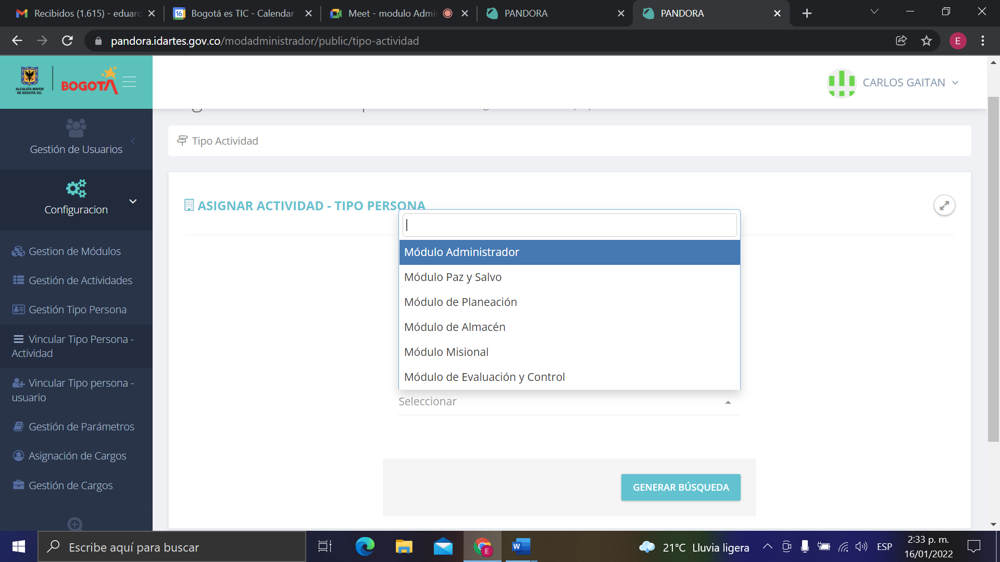 Recibidos (1.615) - eduard
Bogotá es TIC - Calendar
Meet - modulo Admi
PANDORA
PANDORA
pandora.idartes.gov.co/modadministrador/public/tipo-actividad
E
ALCALDÍA MAYOR
DE BOGOTÁ D.C.
BOGOTÁ
CARLOS GAITAN
Gestión de Usuarios
Configuracion
Gestion de Módulos
Gestión de Actividades
Gestión Tipo Persona
Vincular Tipo Persona -
Actividad
Vincular Tipo persona -
usuario
Gestión de Parámetros
Asignación de Cargos
Gestión de Cargos
Tipo Actividad
ASIGNAR ACTIVIDAD - TIPO PERSONA
Módulo Administrador
Módulo Paz y Salvo
Módulo de Planeación
Módulo de Almacén
Módulo Misional
Módulo de Evaluación y Control
Seleccionar
GENERAR BÚSQUEDA
Escribe aquí para buscar
21°C Lluvia ligera
ESP
2:33 p. m.
16/01/2022